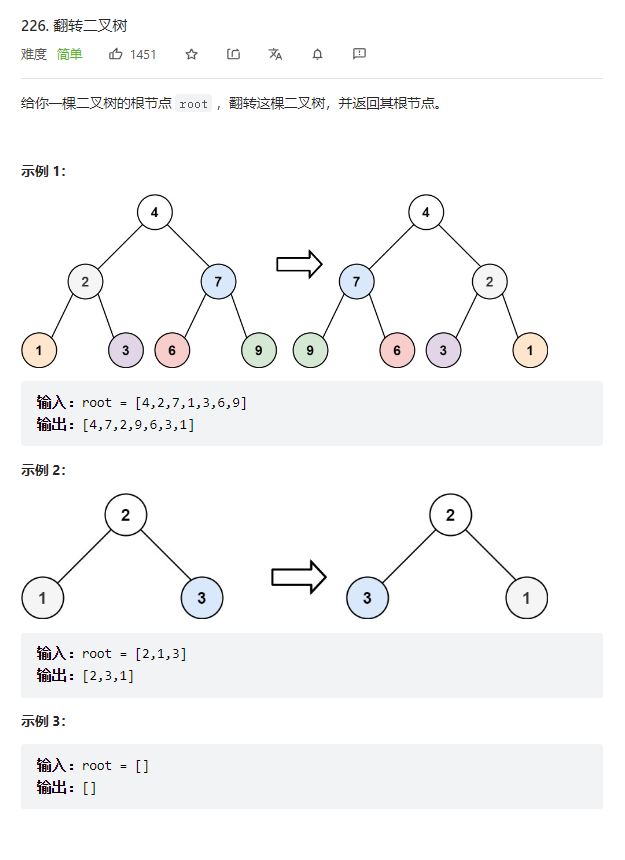 226. 翻转二叉树
难度 简单 1451
给你一棵二叉树的根节点 root ，翻转这棵二叉树，并返回其根节点。
示例 1：
4 4
2 7 7 2
1 3 6 9 9 6 3 1
输入：root = [4,2,7,1,3,6,9]
输出：[4,7,2,9,6,3,1]
示例 2：
2 2
1 3 3 1
输入：root = [2,1,3]
输出：[2,3,1]
示例 3：
输入：root = []
输出：[]